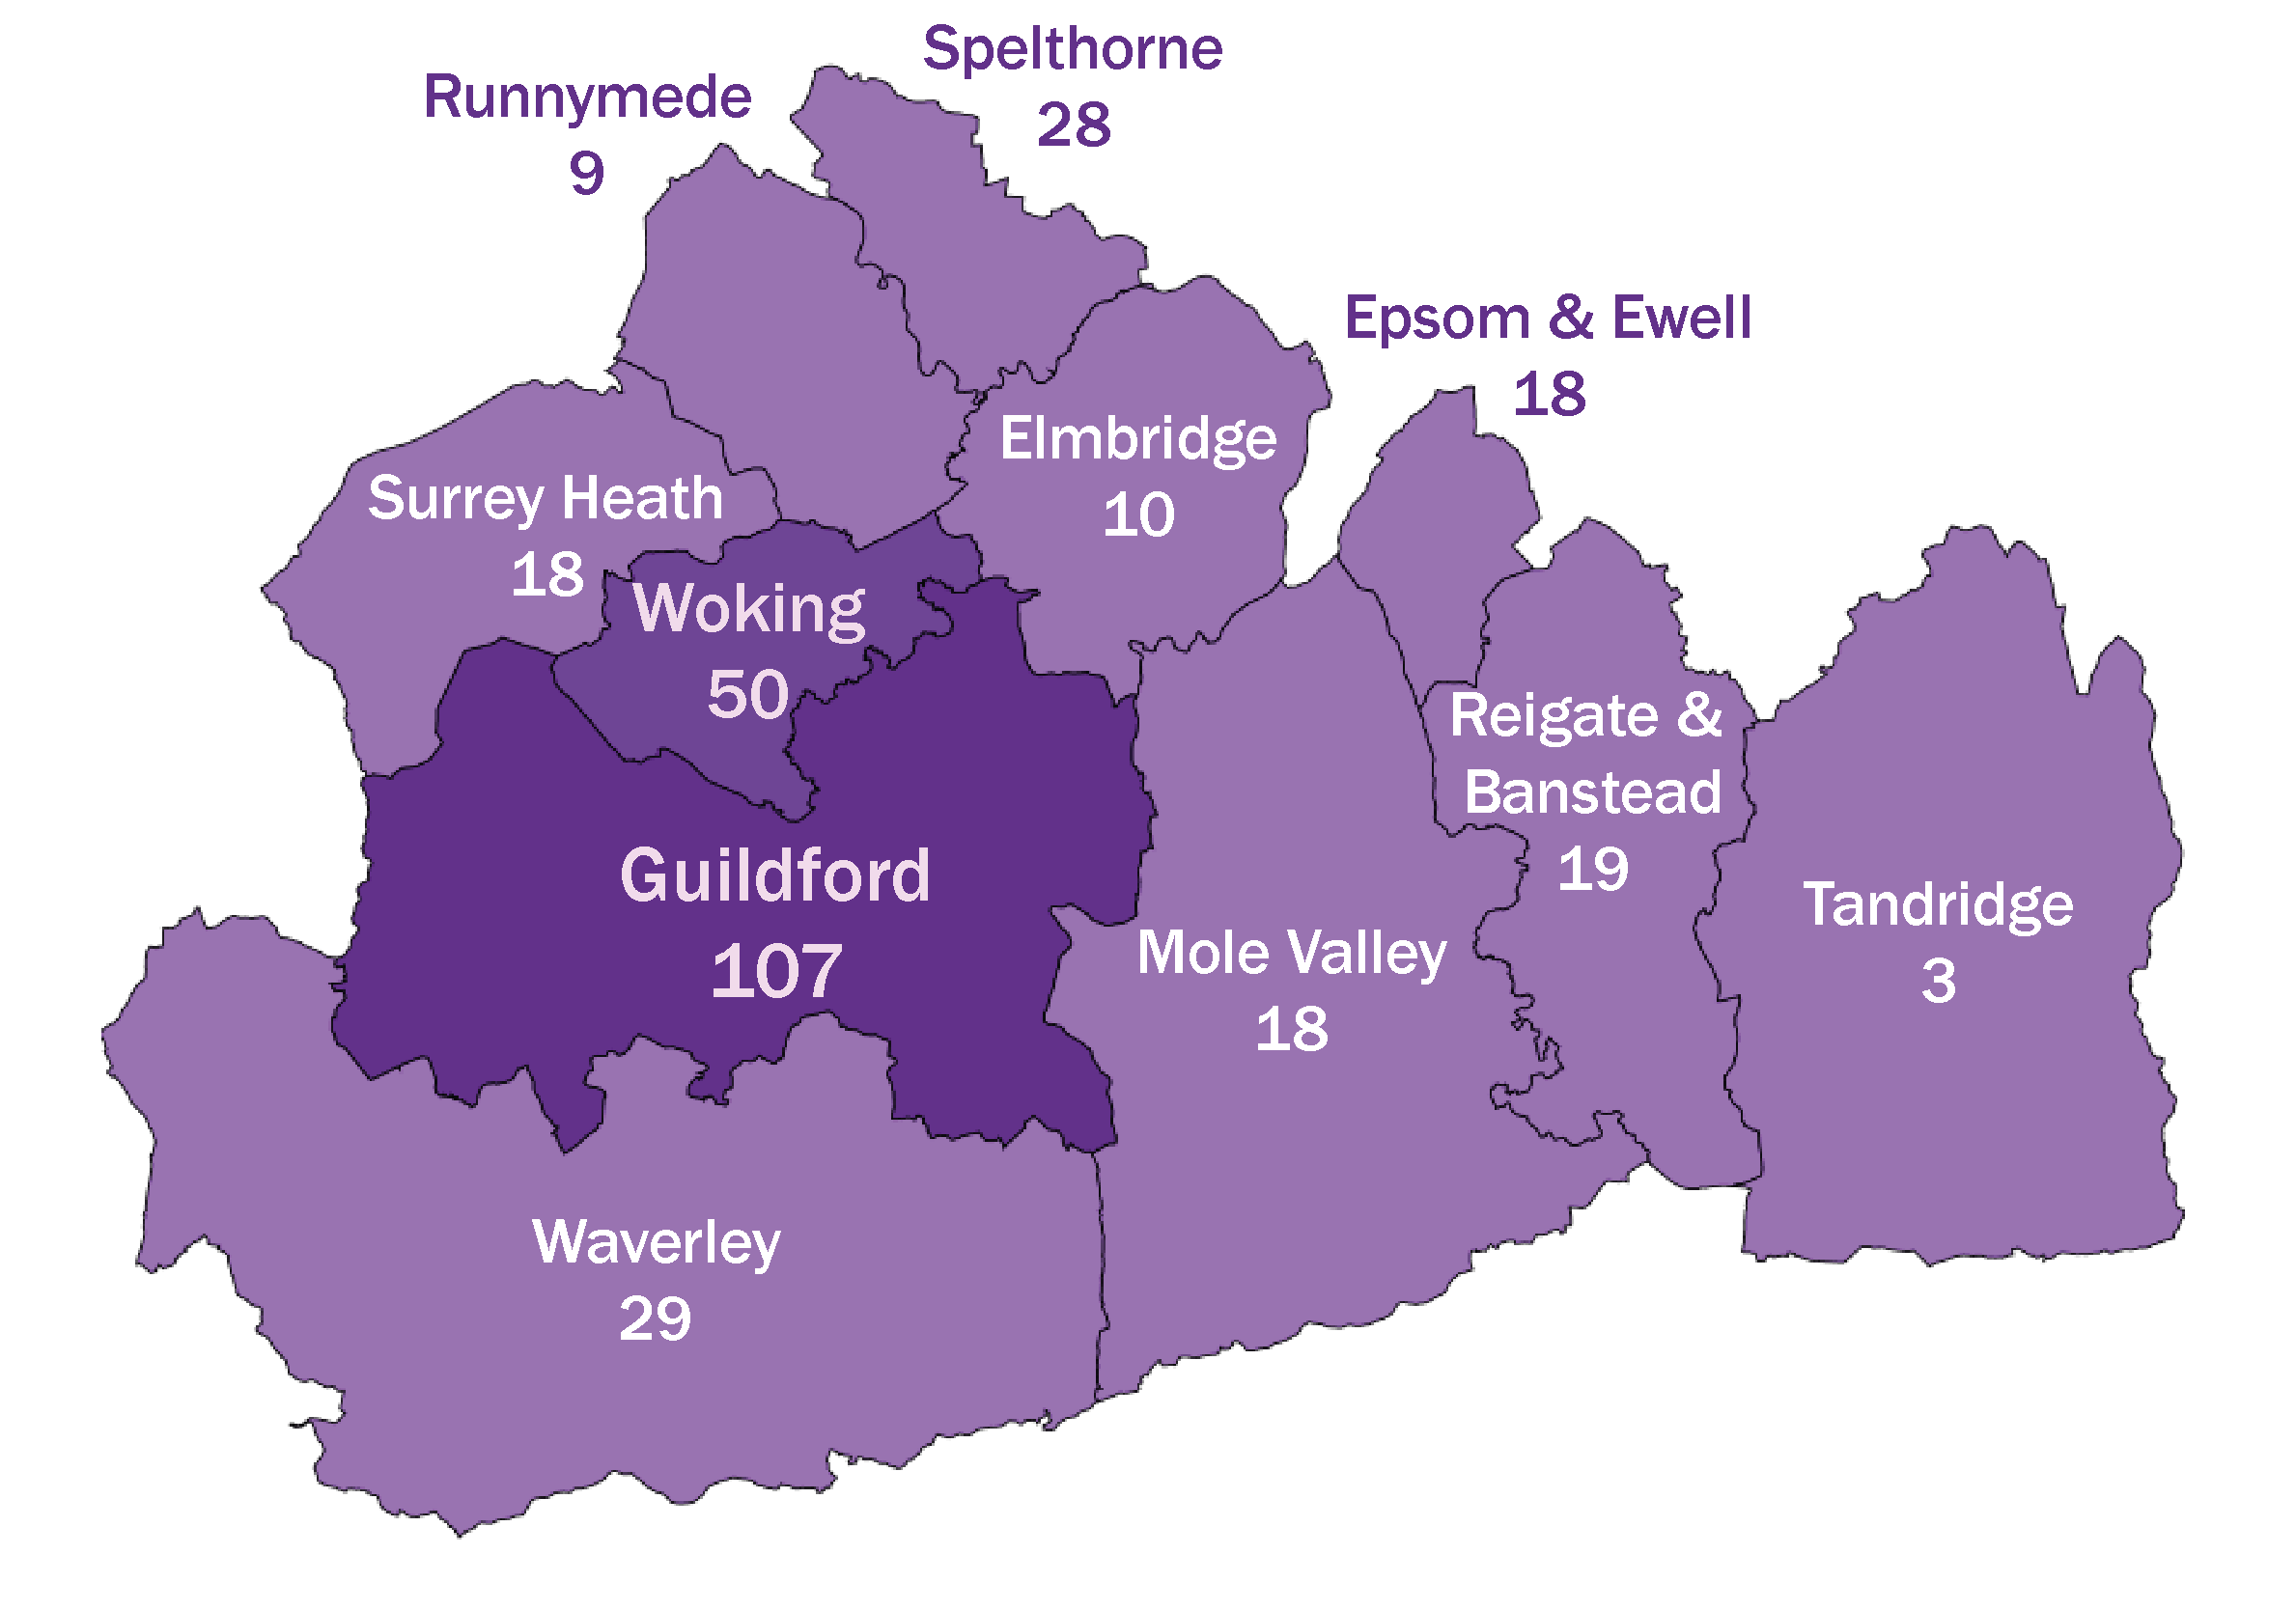 Spelthorne
28
Runnymede
9
Epsom & Ewell
18
Elmbridge
10
Surrey Heath
18
Woking
50
Reigate &
Banstead
19
Guildford
107
Tandridge
3
Mole Valley
18
Waverley
29